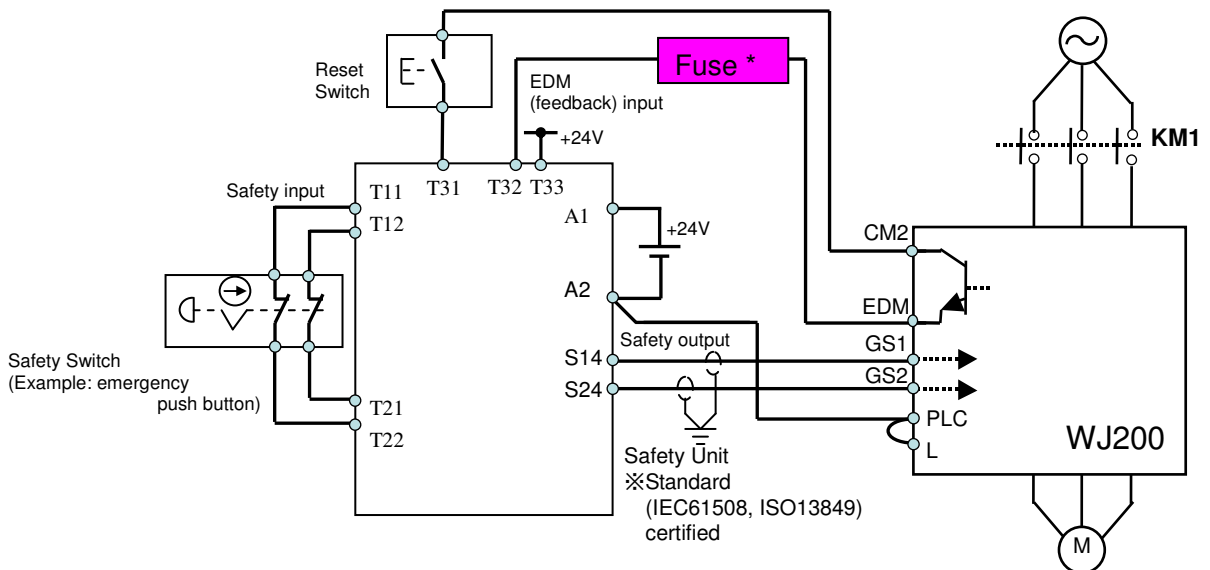 Reset
Switch
EDM
(feedback) input
Fuse *
+24V
KM1
Safety input
T11
T12
T31
T32
T33
A1
+24V
A2
CM2
EDM
Safety output
S14
GS1
S24
GS2
Safety Switch
(Example: emergency
push button)
T21
T22
PLC
L
WJ200
Safety Unit
※Standard
(IEC61508, ISO13849)
certified
M